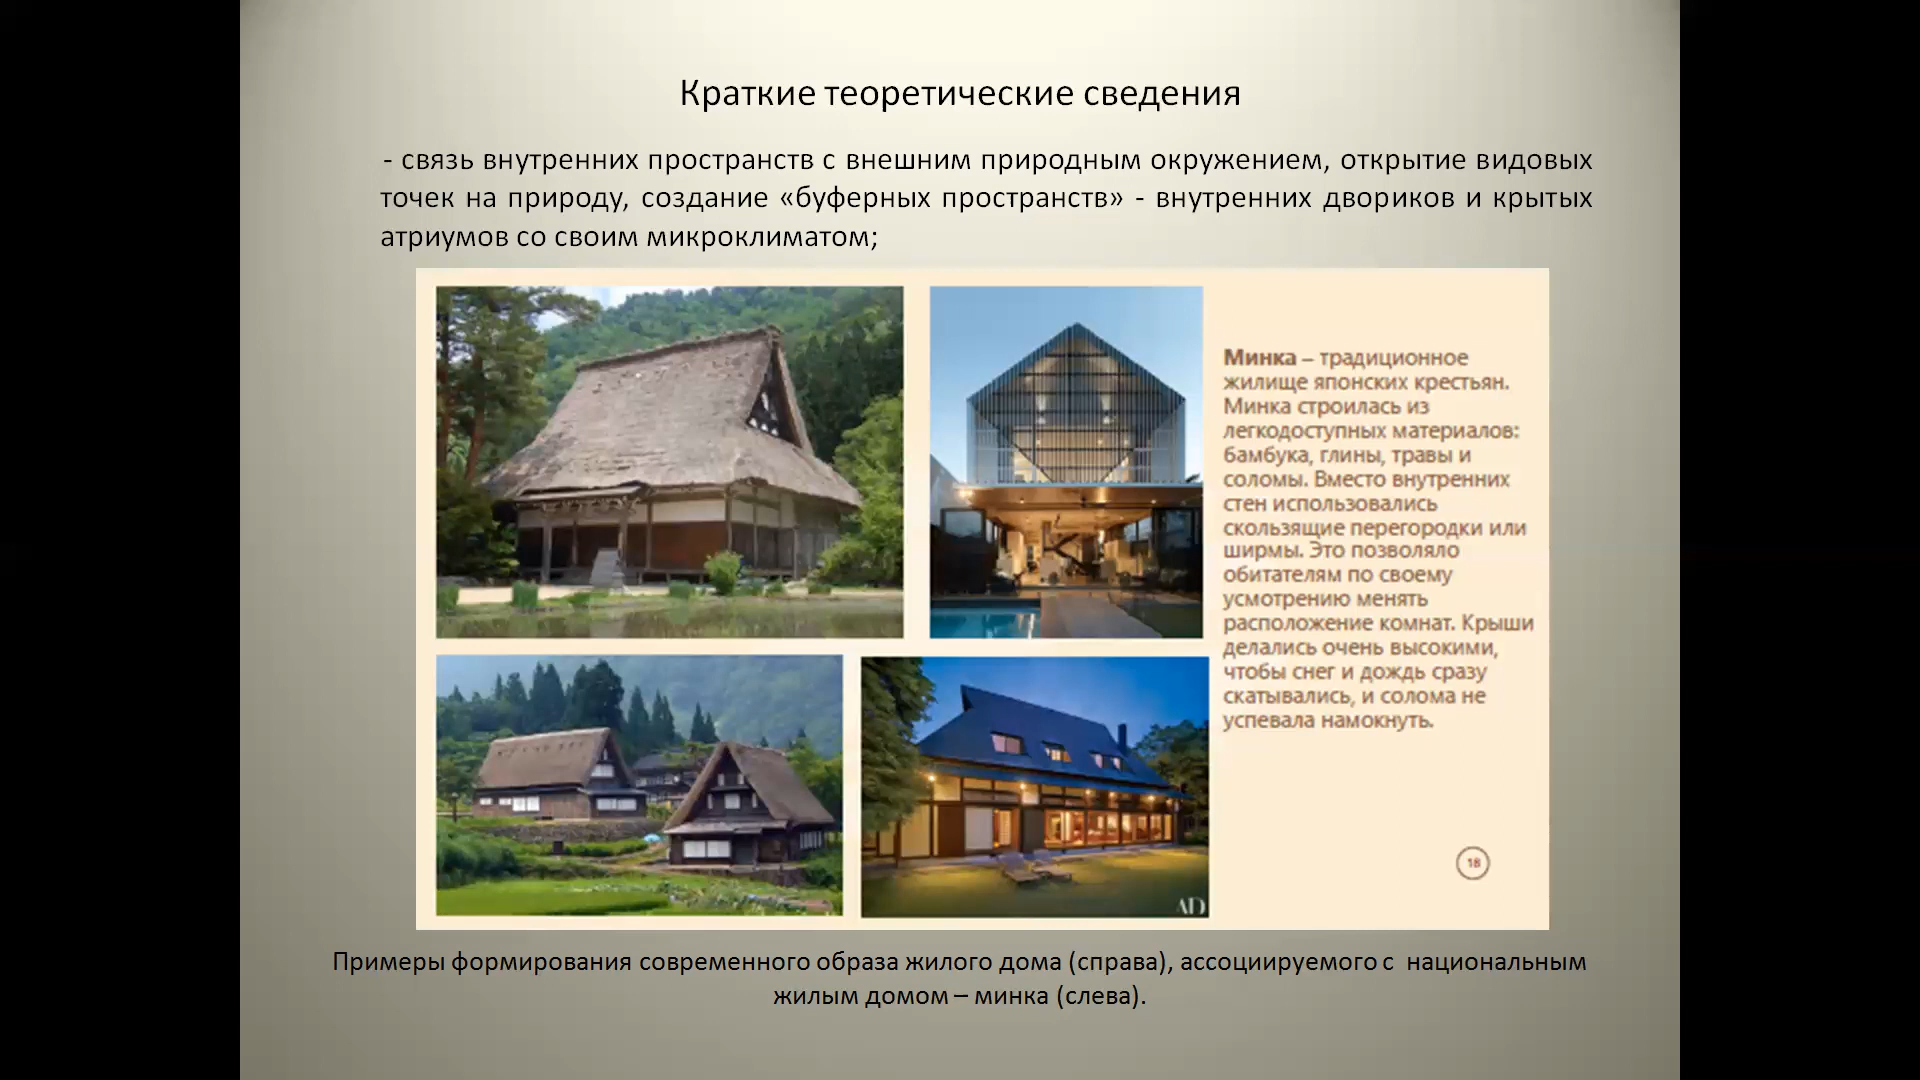 Краткие теоретические сведения
- связь внутренних пространств с внешним природным окружением, открытие видовых
точек на природу, создание «буферных пространств» - внутренних двориков и крытых
атриумов со своим микроклиматом;
Минка – традиционное
жилище японских крестьян.
Минка строилась из
легкодоступных материалов:
бамбука, глины, травы и
соломы. Вместо внутренних
стен использовались
скользящие перегородки или
ширмы. Это позволяло
обитателям по своему
усмотрению менять
расположение комнат. Крыши
делались очень высокими,
чтобы снег и дождь сразу
скатывались, и солома не
успевала намокнуть.
18
AD
Примеры формирования современного образа жилого дома (справа), ассоциируемого с национальным
жилым домом – минка (слева).